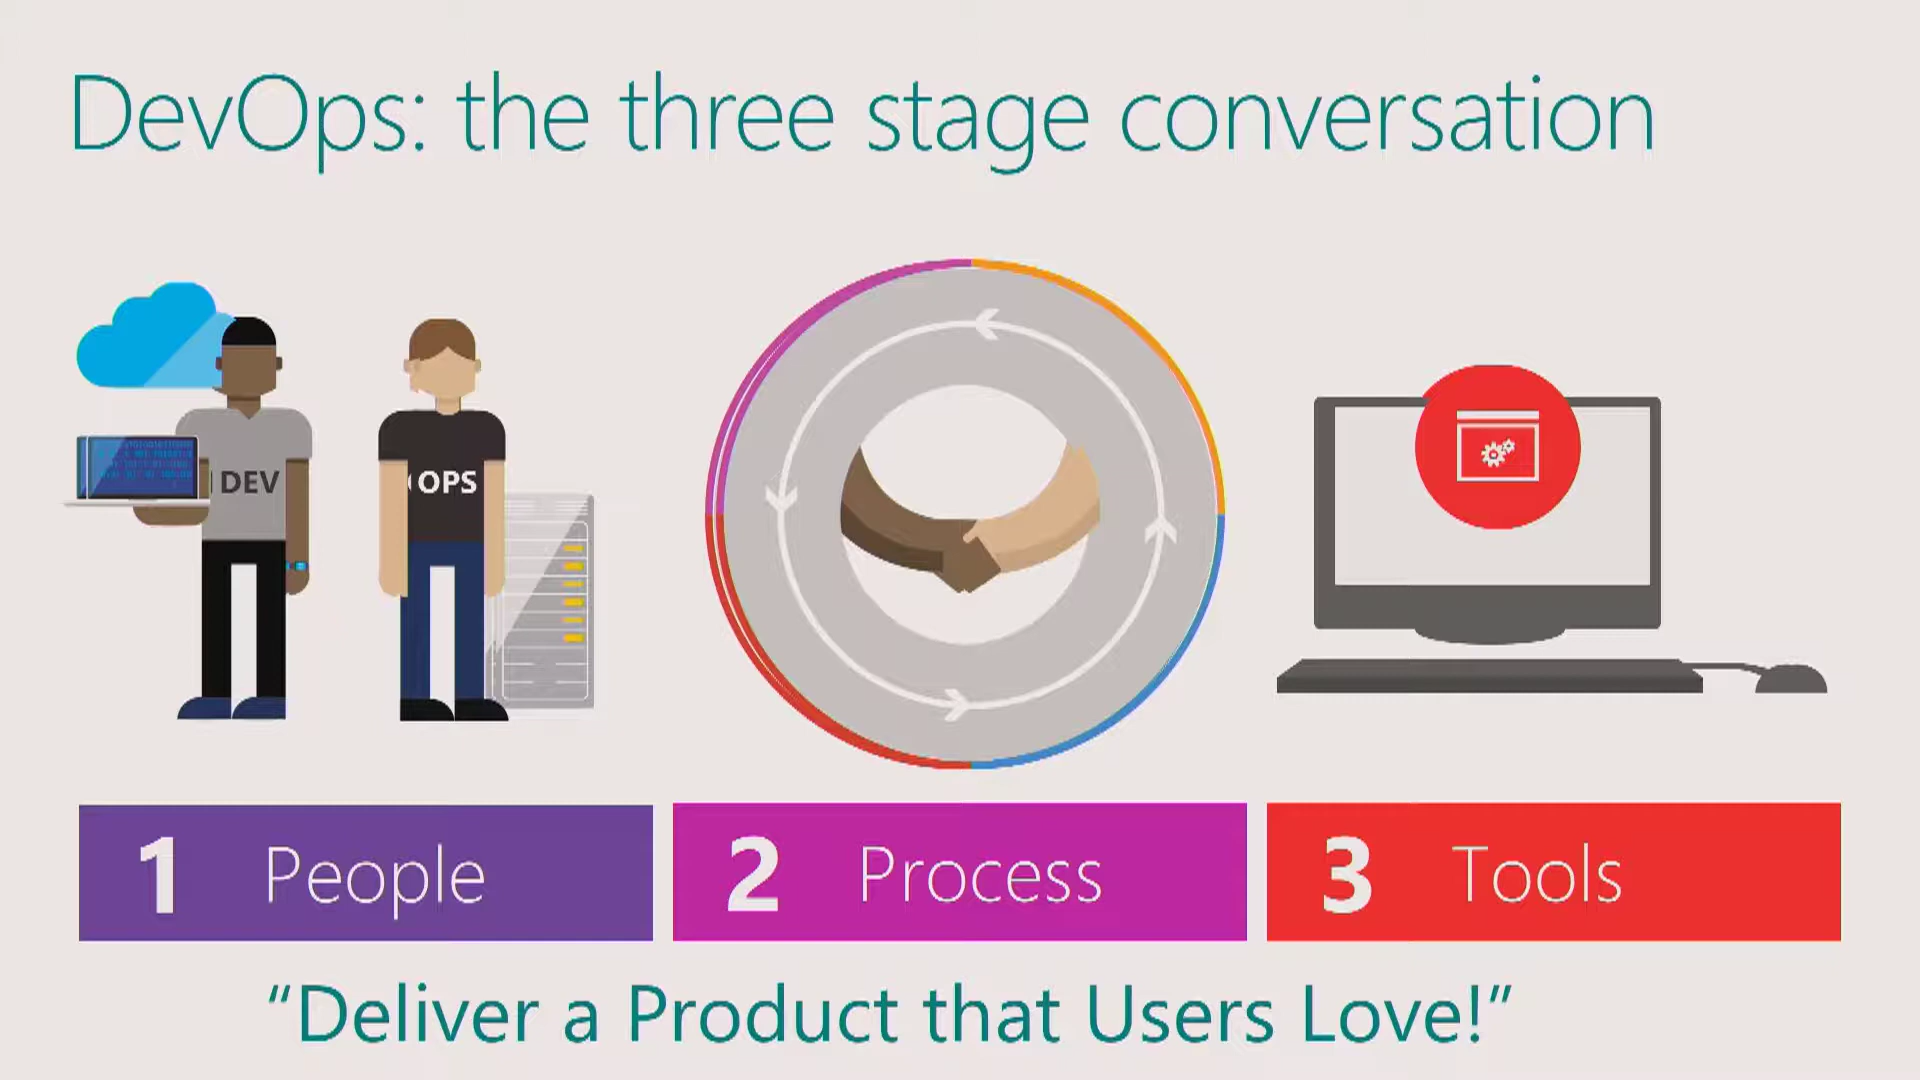 DevOps: the three stage conversation
DEV
OPS
1 People
2 Process
3 Tools
“Deliver a Product that Users Love!”